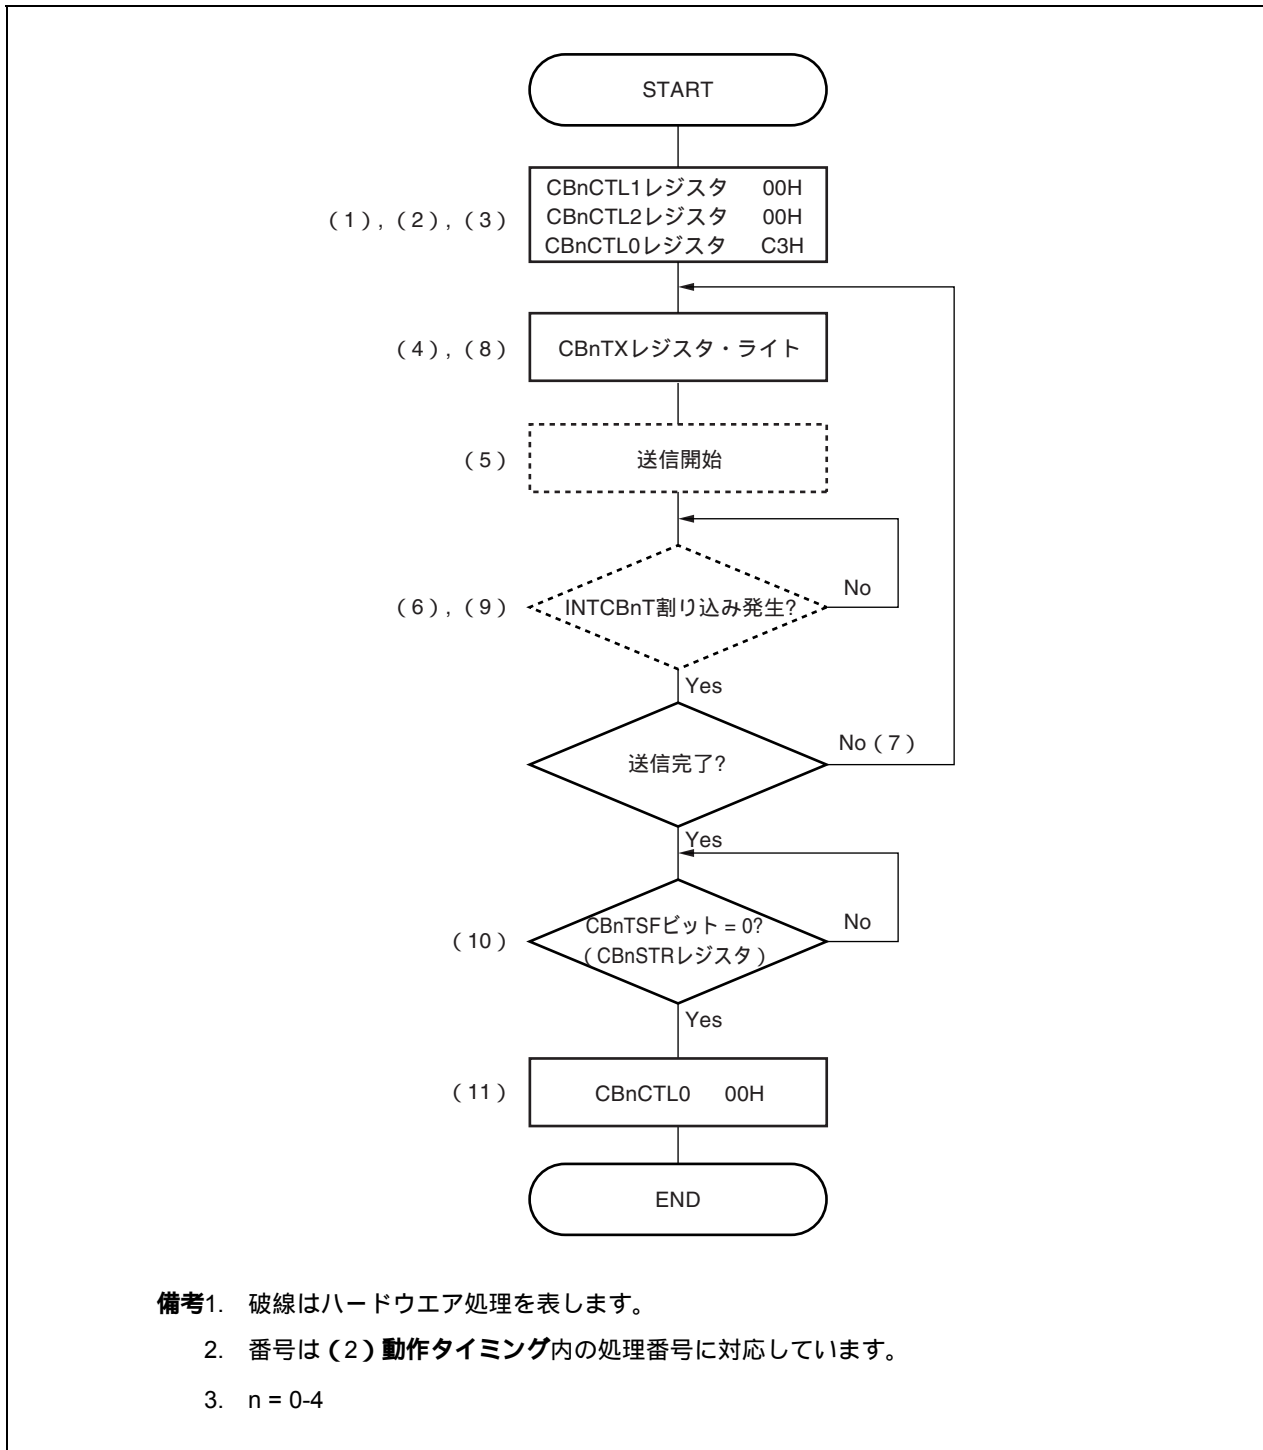 START
CBnCTL1レジスタ 00H
CBnCTL2レジスタ 00H
CBnCTL0レジスタ C3H
（1），（2），（3）
（4），（8）
CBnTXレジスタ・ライト
（5）
送信開始
（6），（9）
INTCBnT割り込み発生?
No
Yes
送信完了?
No（7）
Yes
（10）
CBnTSFビット = 0?
（CBnSTRレジスタ）
No
Yes
（11）
CBnCTL0 00H
END
備考1. 破線はハードウエア処理を表します。
2. 番号は（2）動作タイミング内の処理番号に対応しています。
3. n = 0-4